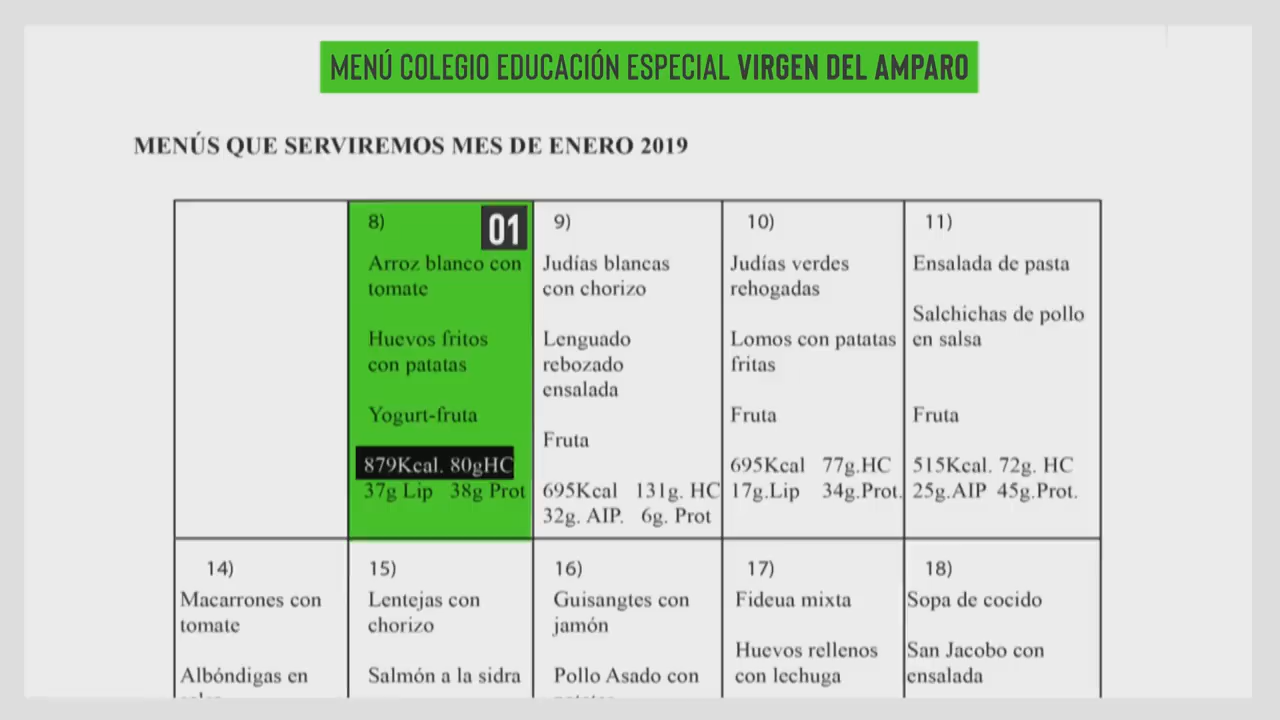 MENÚ COLEGIO EDUCACIÓN ESPECIAL VIRGEN DEL AMPARO
MENÚS QUE SERVIREMOS MES DE ENERO 2019
8)
01
Arroz blanco con
tomate
Huevos fritos
con patatas
Yogurt-fruta
879Kcal. 80gHC
37g Lip 38g Prot
9)
Judías blancas
con chorizo
Lenguado
rebozado
ensalada
Fruta
695Kcal 131g. HC
32g. AIP. 6g. Prot
10)
Judías verdes
rehogadas
Lomos con patatas
fritas
Fruta
695Kcal 77g.HC
17g.Lip 34g.Prot.
11)
Ensalada de pasta
Salchichas de pollo
en salsa
Fruta
515Kcal. 72g. HC
25g.AIP 45g.Prot.
14)
Macarrones con
tomate
Albóndigas en
15)
Lentejas con
chorizo
Salmón a la sidra
16)
Guisangtes con
jamón
Pollo Asado con
17)
Fideua mixta
Huevos rellenos
con lechuga
18)
Sopa de cocido
San Jacobo con
ensalada